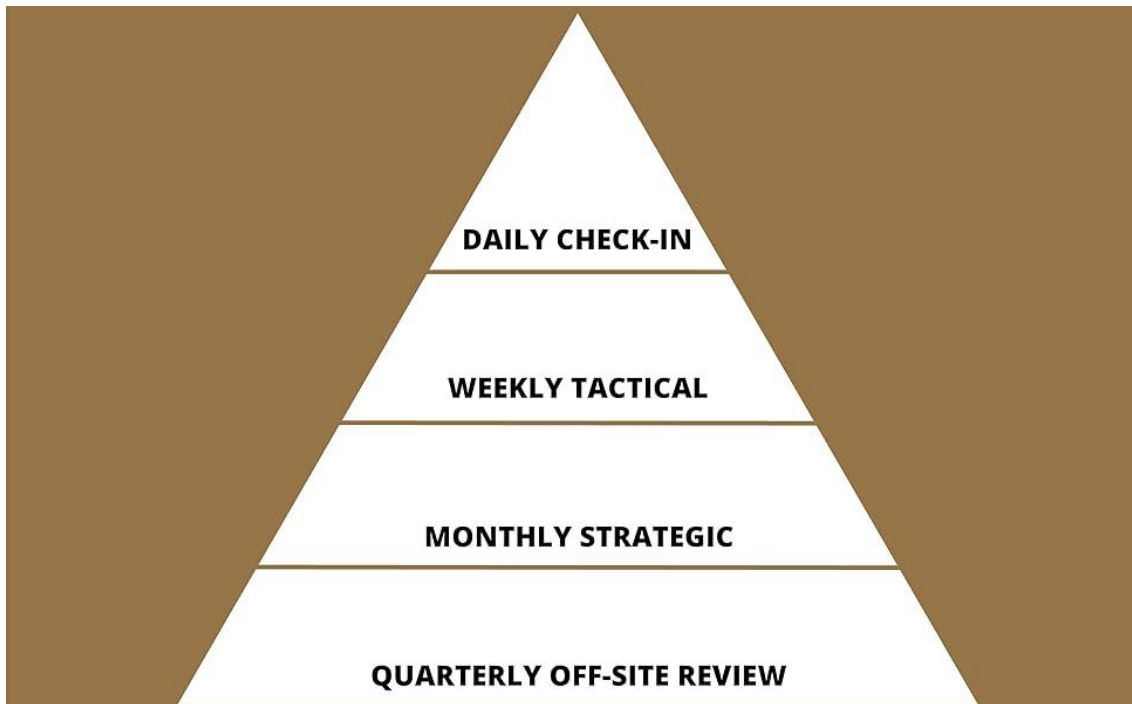 DAILY CHECK-IN
WEEKLY TACTICAL
MONTHLY STRATEGIC
QUARTERLY OFF-SITE REVIEW